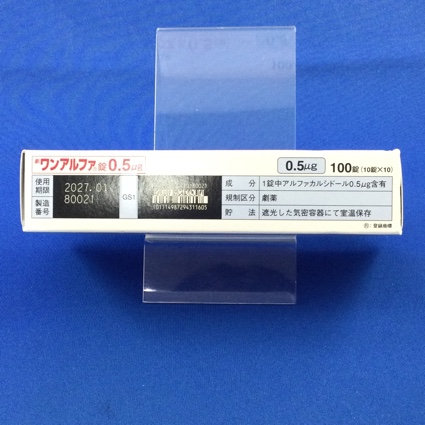 ワンアルファ®錠0.5μg
0.5μg 100錠(10錠×10)
使用期限 2027.01
製造番号 80021
GS1
成分 1錠中アルファカルシドール0.5μg含有
規制区分 劇薬
貯法 遮光した気密容器にて室温保存
®:登録商標